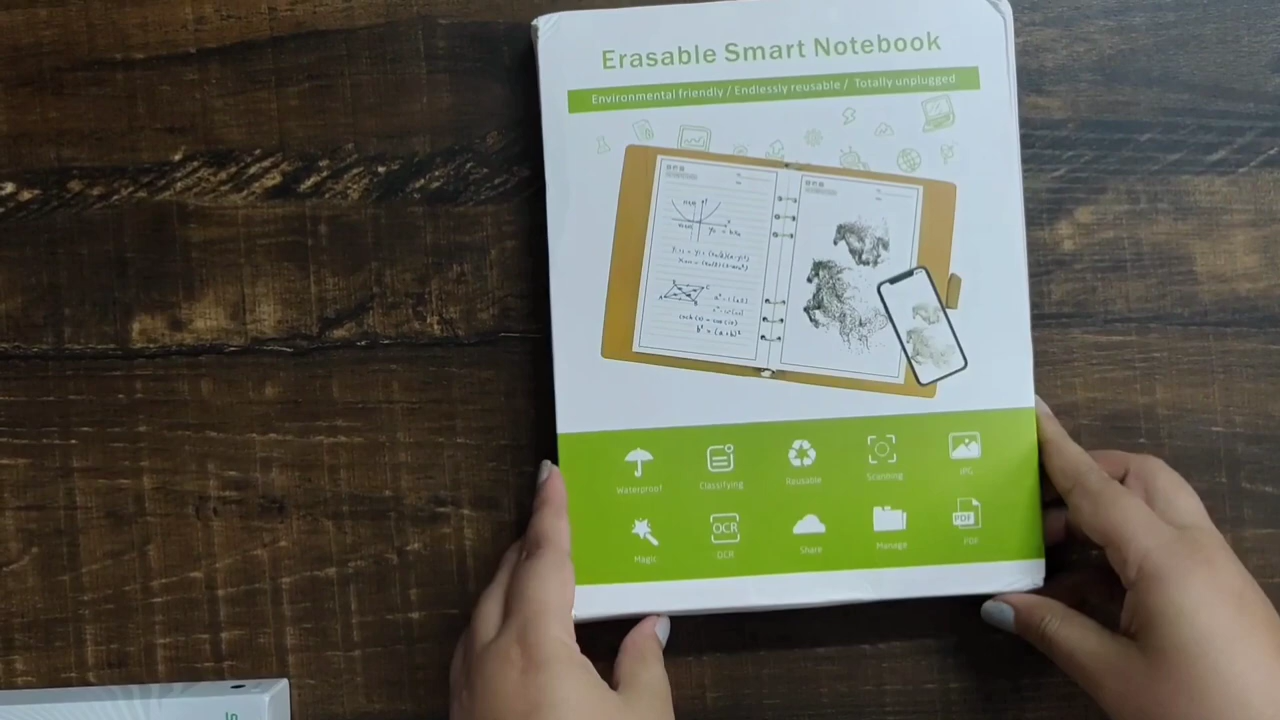 Erasable Smart Notebook
Environmental friendly / Endlessly reusable / Totally unplugged
Waterproof Classifying Reusable Scanning JPG
OCR
PDF
Magic OCR Share Manage PDF